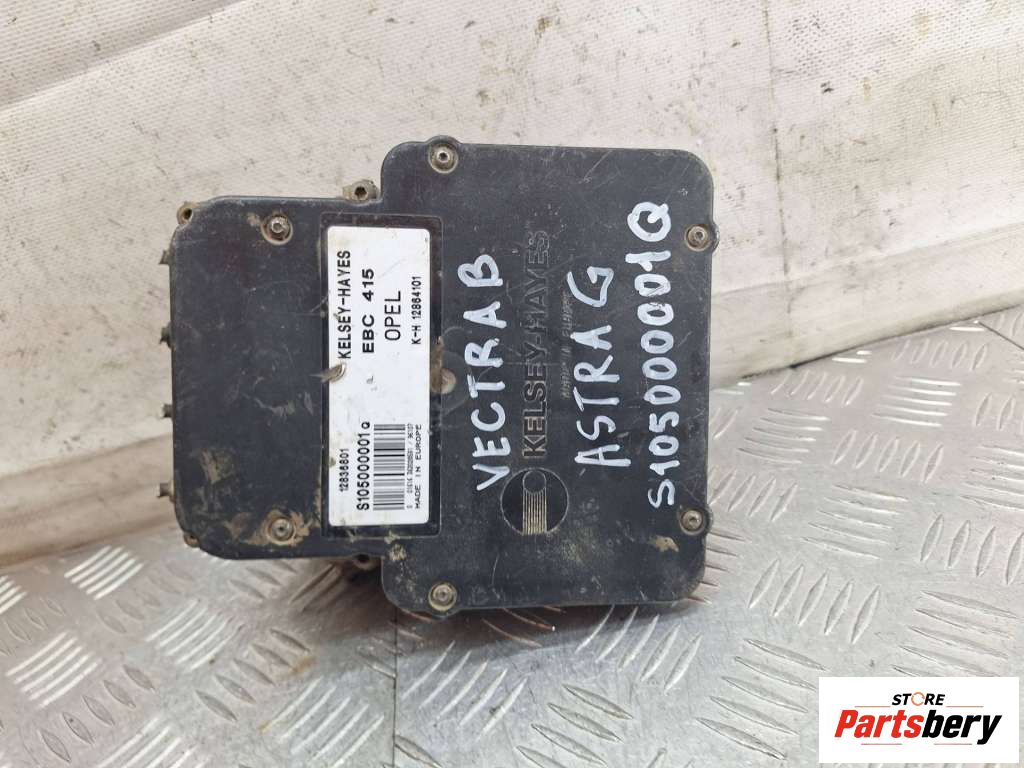 KELSEY-HAYES
EBC 415
OPEL
K-H 12864101
12836801
S105000001Q
MADE IN EUROPE
VECTRA B
KELSEY-HAYES
ASTRA G
S105000001Q
STORE
Partsbery